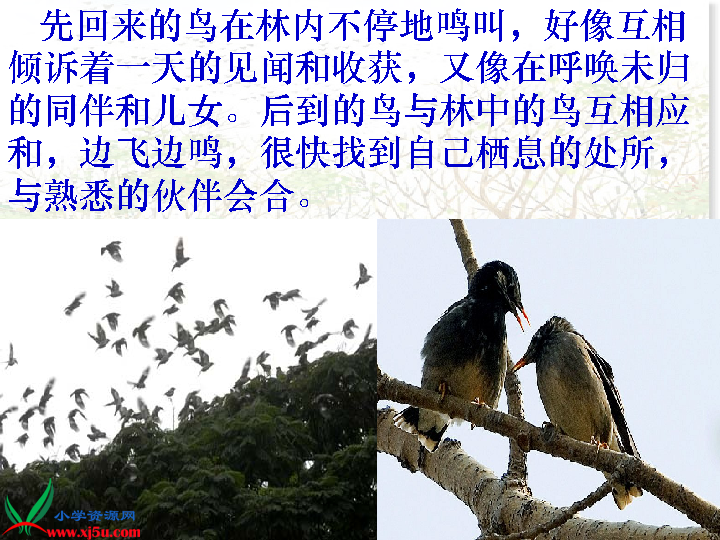 先回来的鸟在林内不停地鸣叫，好像互相
倾诉着一天的见闻和收获，又像在呼唤未归
的同伴和儿女。后到的鸟与林中的鸟互相应
和，边飞边鸣，很快找到自己栖息的处所，
与熟悉的伙伴会合。
小学资源网
www.xj5u.com